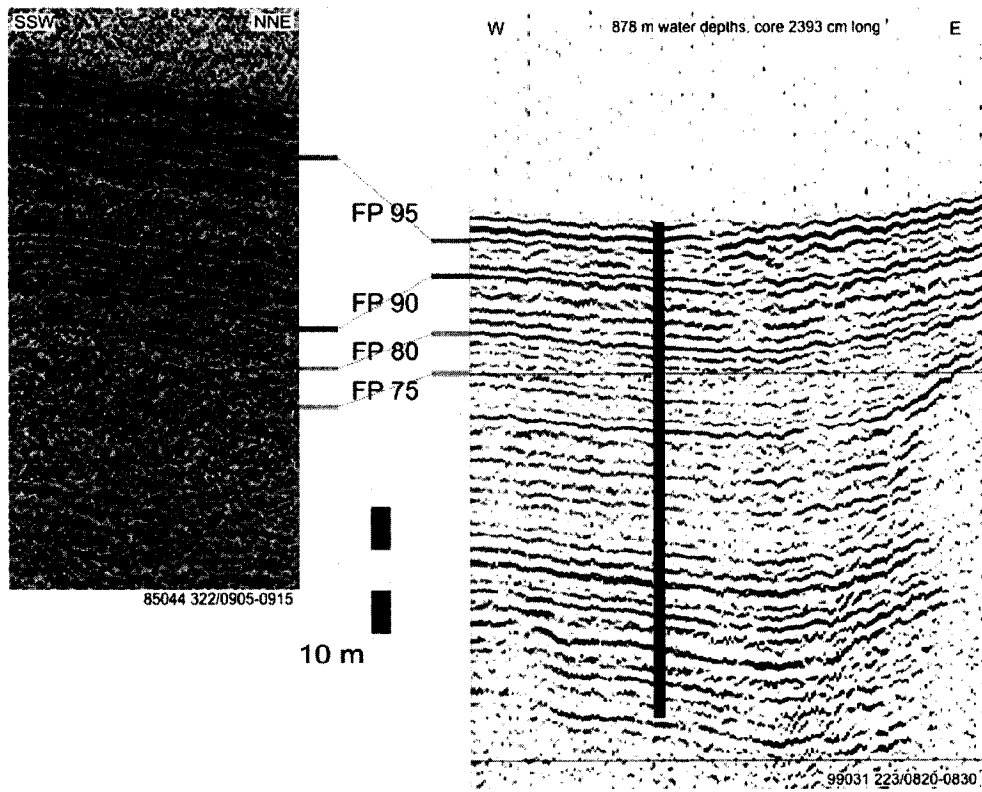 SSW NNE
W 878 m water depths, core 2393 cm long E
FP 95
FP 90
FP 80
FP 75
85044 322/0905-0915
10 m
99031 223/0820-0830